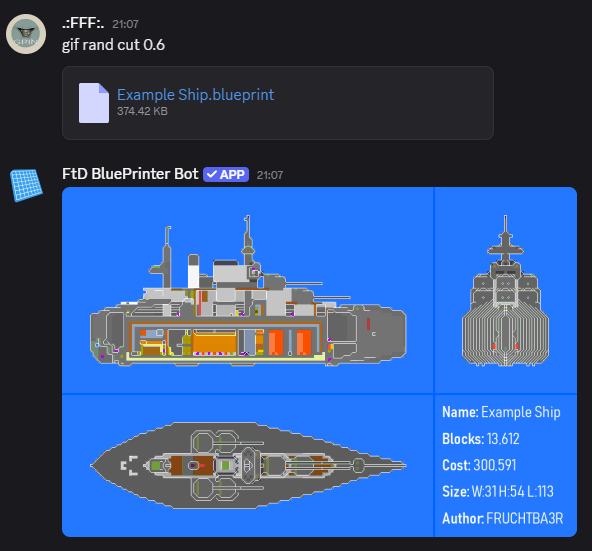 .:FFF:. 21:07
gif rand cut 0.6
Example Ship.blueprint
374.42 KB
FtD BluePrinter Bot APP 21:07
Name: Example Ship
Blocks: 13,612
Cost: 300,591
Size: W:31 H:54 L:113
Author: FRUCHTBA3R